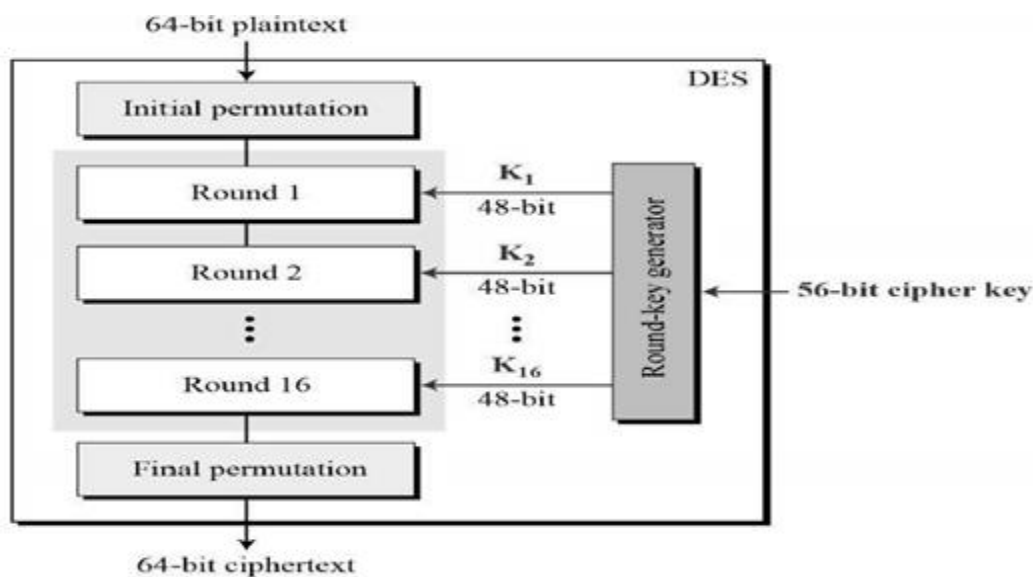 64-bit plaintext
DES
Initial permutation
Round 1
K1
48-bit
Round 2
K2
48-bit
Round 16
K16
48-bit
Round-key generator
56-bit cipher key
Final permutation
64-bit ciphertext